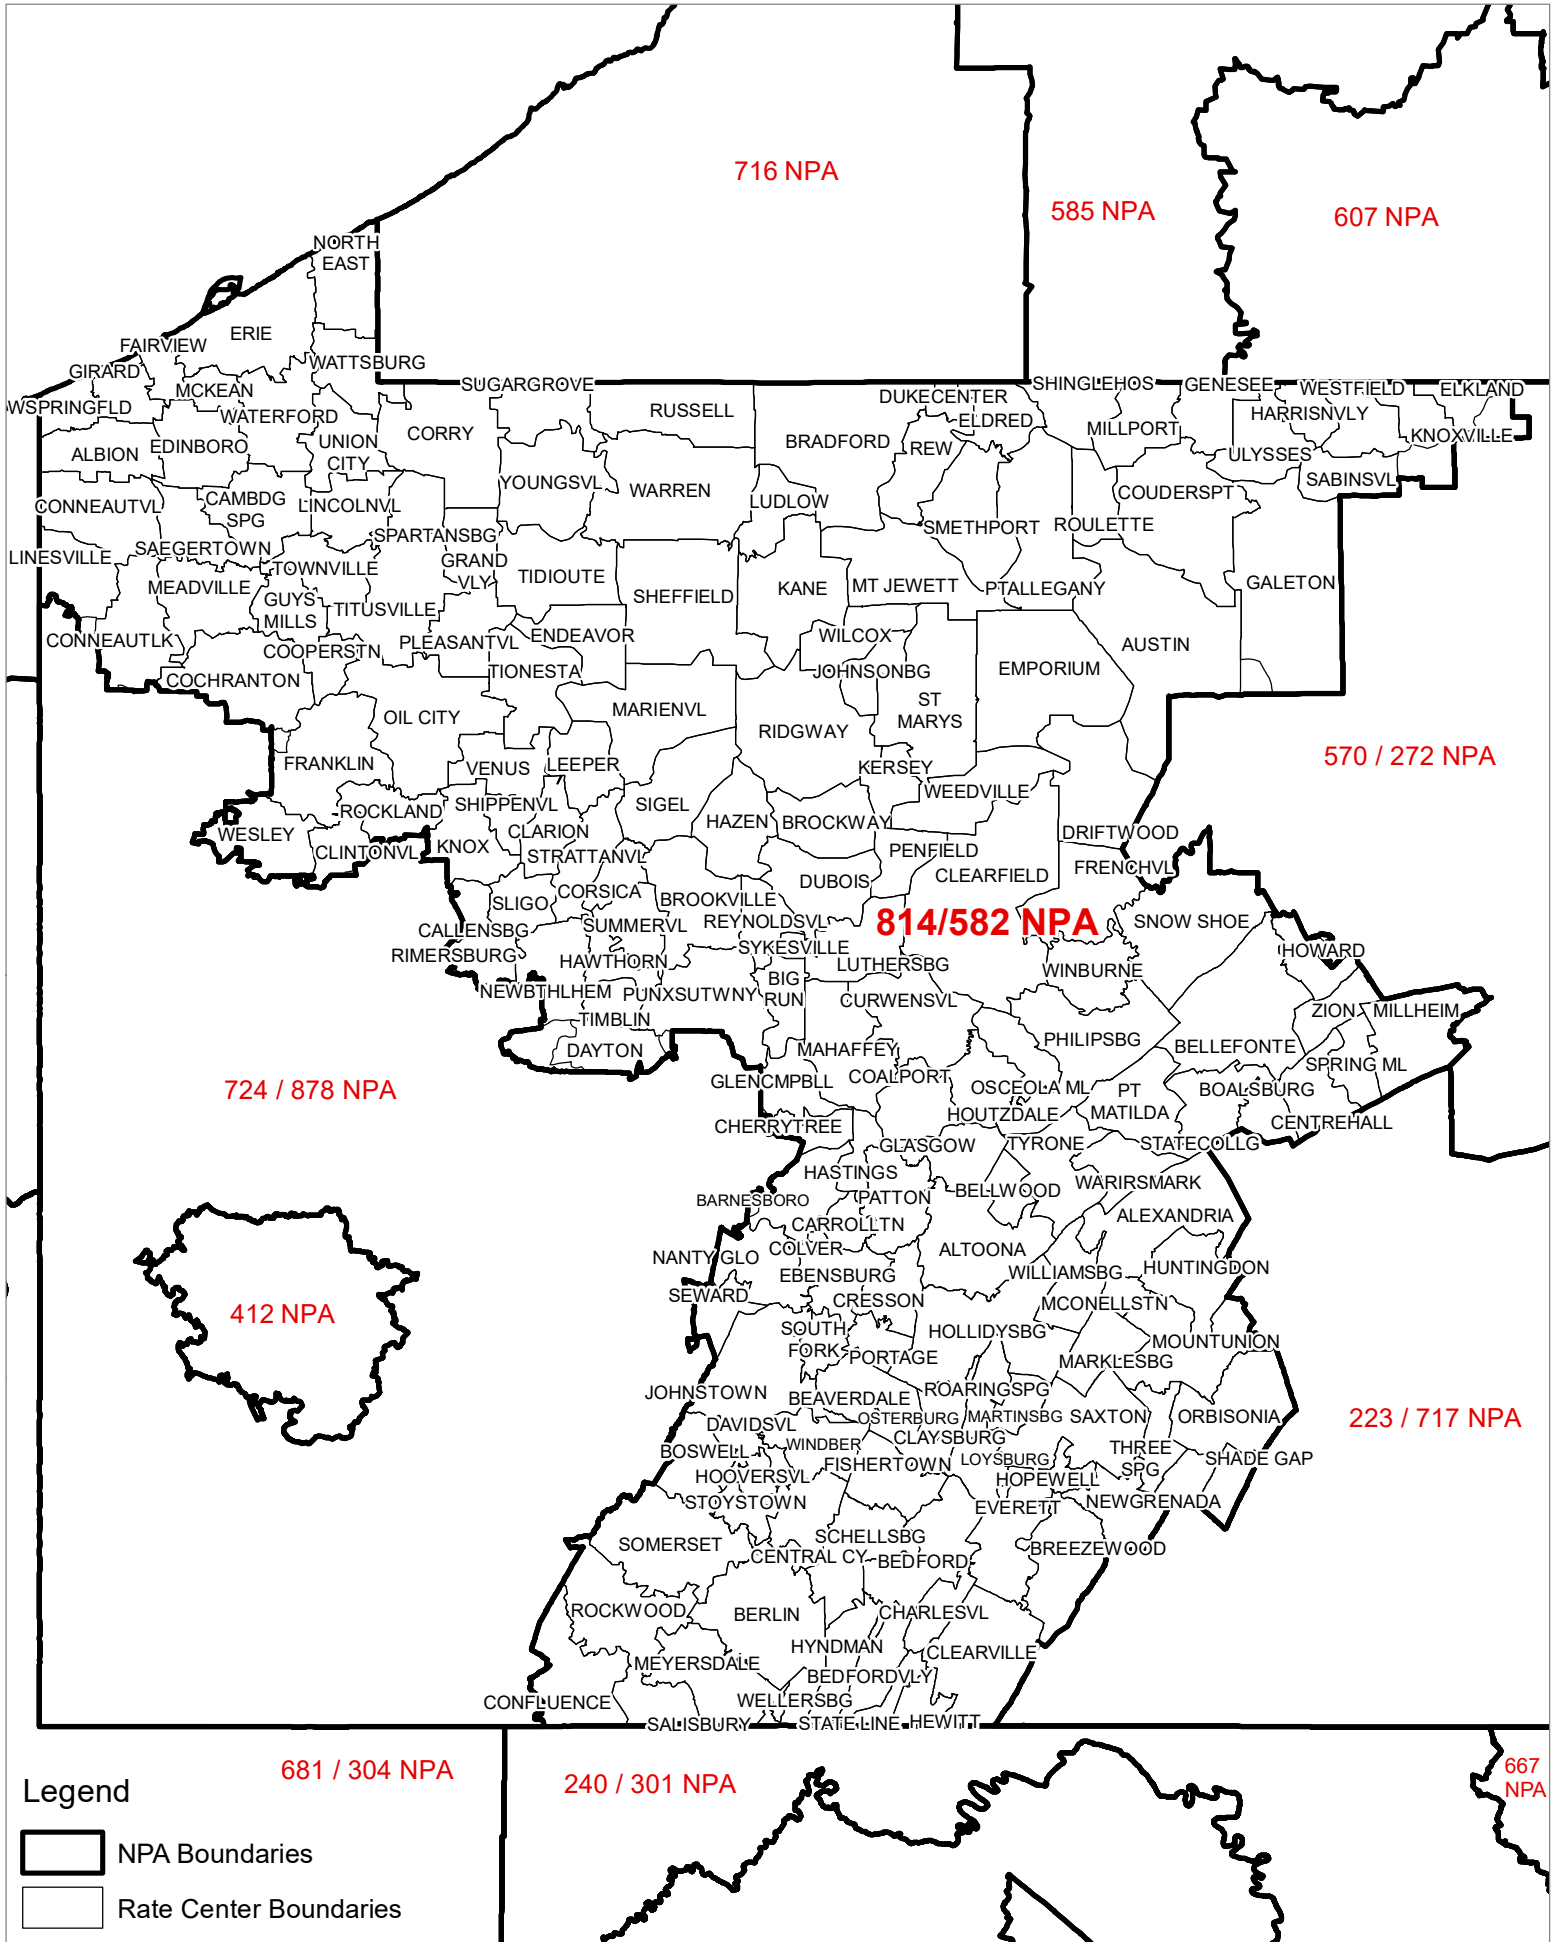 716 NPA
585 NPA
607 NPA
NORTH
EAST
ERIE
FAIRVIEW
WATTSBURG
GIRARD
MCKEAN
SUGARGROVE
SHINGLEHOS
GENESEE
WESTFIELD
ELKLAND
WSPRINGFLD
WATERFORD
RUSSELL
DUKECENTER
ELDRED
HARRISNVLY
CORRY
BRADFORD
MILLPORT
KNOXVILLE
ALBION
EDINBORO
UNION
CITY
REW
ULYSSES
YOUNGSVL
WARREN
SABINSVL
CONNEAUTVL
CAMBDG
SPG
LINCOLNVL
LUDLOW
COUDERSPT
SPARTANSBG
SMETHPORT
ROULETTE
LINESVILLE
SAEGERTOWN
TOWNVILLE
GRAND
VLY
TIDIOUTE
MEADVILLE
GUYS
MILLS
TITUSVILLE
SHEFFIELD
KANE
MT JEWETT
PTALLEGANY
GALETON
CONNEAUTLK
COOPERSTN
PLEASANTVL
ENDEAVOR
WILCOX
AUSTIN
COCHRANTON
TIONESTA
JOHNSONBG
EMPORIUM
OIL CITY
MARIENVL
ST
MARYS
RIDGWAY
FRANKLIN
VENUS
LEEPER
KERSEY
570 / 272 NPA
WEEDVILLE
ROCKLAND
SHIPPENVL
SIGEL
HAZEN
BROCKWAY
WESLEY
CLARION
DRIFTWOOD
CLINTONVL
KNOX
STRATTANVL
PENFIELD
FRENCHVL
DUBOIS
CLEARFIELD
SLIGO
CORSICA
BROOKVILLE
814/582 NPA
SNOW SHOE
CALLENSBG
SUMMERVL
REYNOLDSVL
RIMERSBURG
HAWTHORN
SYKESVILLE
LUTHERSBG
WINBURNE
HOWARD
NEWBTHLHEM
PUNXSUTWNY
BIG
RUN
CURWENSVL
ZION
MILLHEIM
TIMBLIN
DAYTON
MAHAFFEY
PHILIPSBG
BELLEFONTE
SPRING ML
724 / 878 NPA
GLENCMPBLL
COALPORT
OSCEOLA ML
PT
MATILDA
BOALSBURG
HOUTZDALE
CENTREHALL
CHERRYTREE
GLASGOW
TYRONE
STATECOLLG
HASTINGS
BARNESBORO
PATTON
BELLWOOD
WARIRSMARK
CARROLLTN
ALEXANDRIA
NANTY GLO
COLVER
ALTOONA
EBENSBURG
WILLIAMSBG
HUNTINGDON
SEWARD
CRESSON
MCONELLSTN
412 NPA
SOUTH
FORK
HOLLIDYSBG
MOUNTUNION
PORTAGE
MARKLESBG
JOHNSTOWN
BEAVERDALE
ROARINGSPG
DAVIDSVL
OSTERBURG
MARTINSBG
SAXTON
ORBISONIA
223 / 717 NPA
BOSWELL
WINDBER
CLAYSBURG
FISHERTOWN
LOYSBURG
THREE
SPG
SHADE GAP
HOOVERSVL
HOPEWELL
STOYSTOWN
EVERETT
NEWGRENADA
SOMERSET
SCHELLSBG
CENTRAL CY
BEDFORD
BREEZEWOOD
ROCKWOOD
BERLIN
CHARLESVL
HYNDMAN
CLEARVILLE
MEYERSDALE
BEDFORDVLY
CONFLUENCE
WELLERSBG
SALISBURY
STATE LINE
HEWITT
681 / 304 NPA
240 / 301 NPA
667
NPA
Legend
NPA Boundaries
Rate Center Boundaries